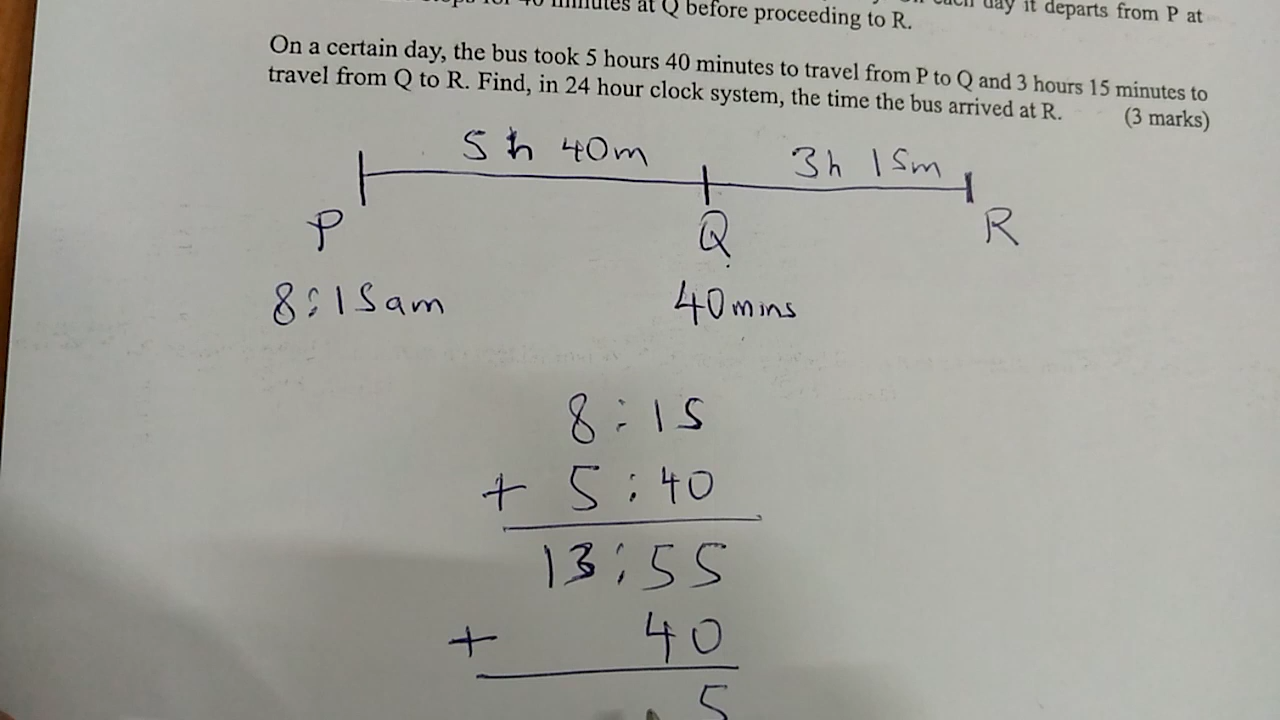 for 40 minutes at Q before proceeding to R.
each day it departs from P at
On a certain day, the bus took 5 hours 40 minutes to travel from P to Q and 3 hours 15 minutes to
travel from Q to R. Find, in 24 hour clock system, the time the bus arrived at R. (3 marks)
5 h 40m 3h 15m
P Q R
8:15am 40mins
8:15
+ 5:40
13:55
+ 40
5